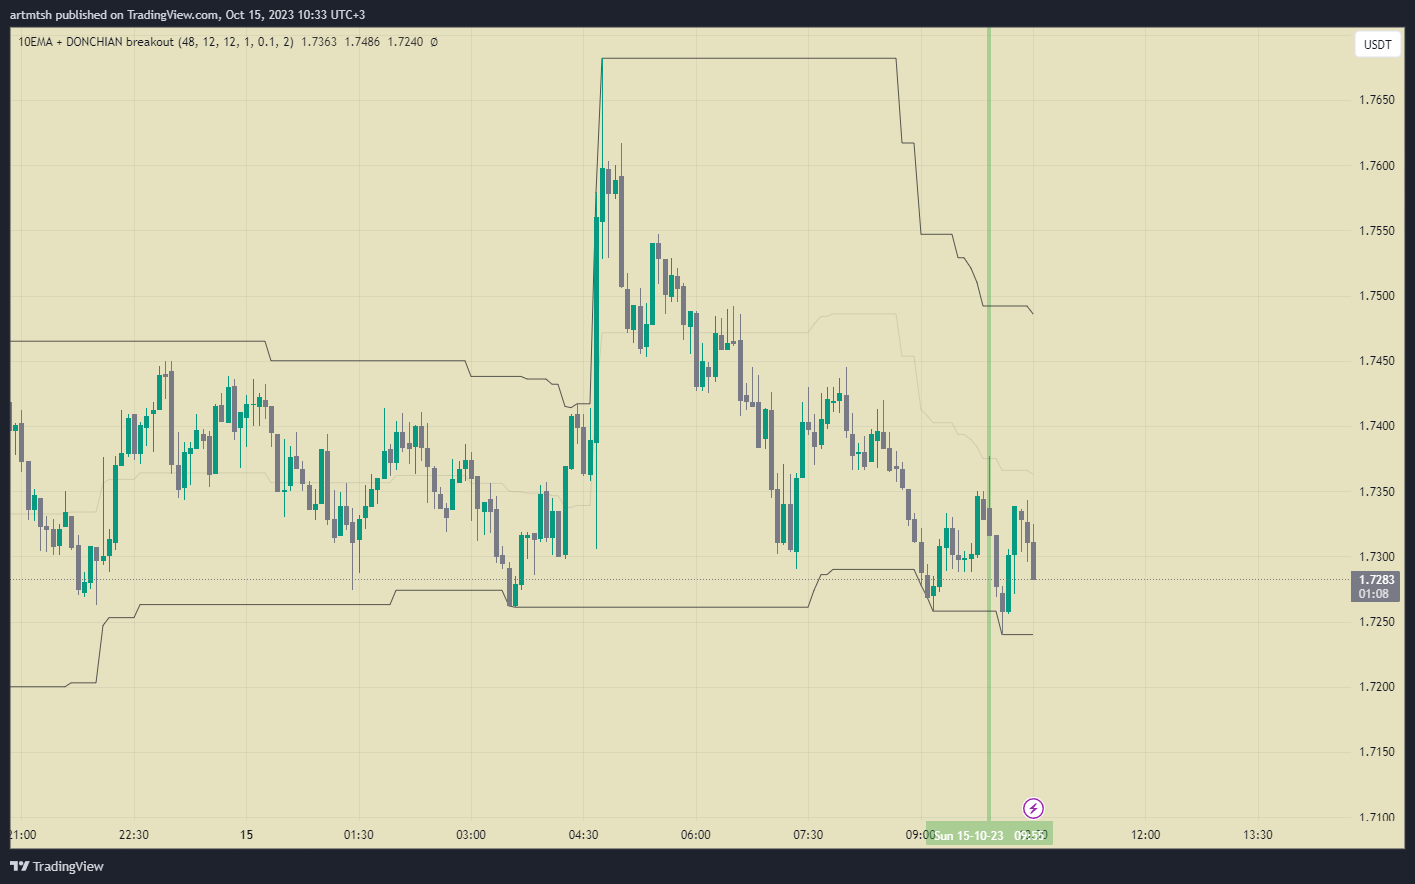 artmtsh published on TradingView.com, Oct 15, 2023 10:33 UTC+3
10EMA + DONCHIAN breakout (48, 12, 12, 1, 0.1, 2) 1.7363 1.7486 1.7240 Ø
USDT
1.7650
1.7600
1.7550
1.7500
1.7450
1.7400
1.7350
1.7300
1.7283
01:08
1.7250
1.7200
1.7150
1.7100
21:00 22:30 15 01:30 03:00 04:30 06:00 07:30 09:00 Sun 15-10-23 09:55 12:00 13:30
TradingView